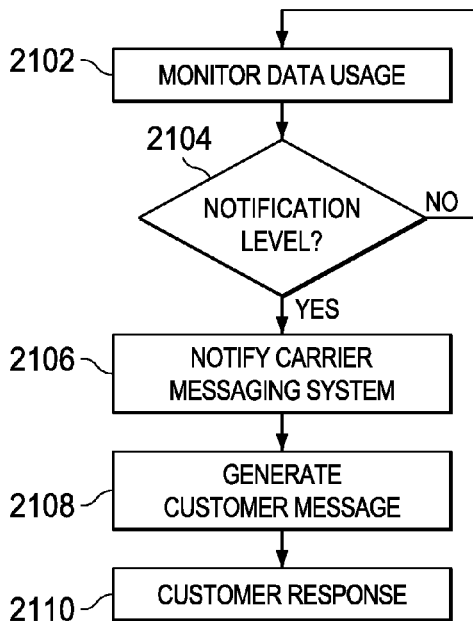 2102
MONITOR DATA USAGE
2104
NOTIFICATION
LEVEL?
NO
YES
2106
NOTIFY CARRIER
MESSAGING SYSTEM
2108
GENERATE
CUSTOMER MESSAGE
2110
CUSTOMER RESPONSE